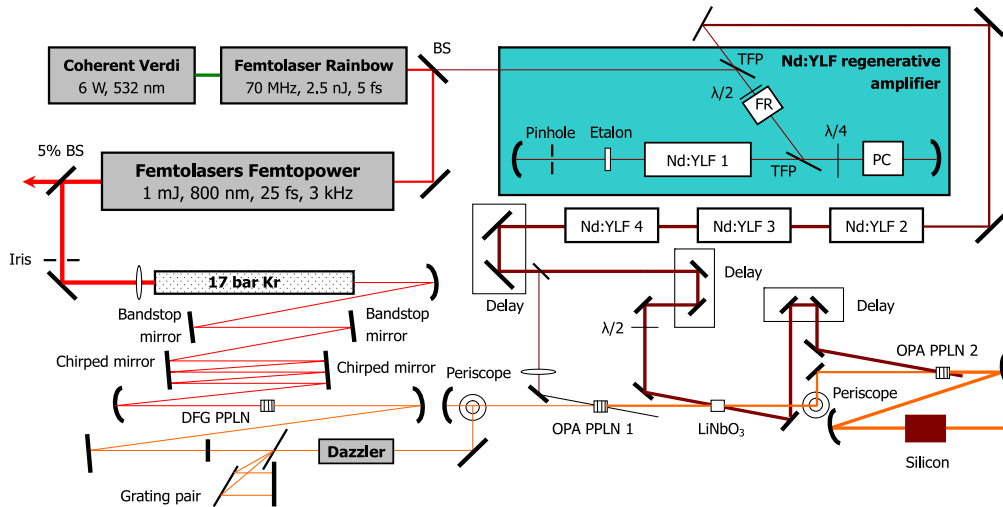 Coherent Verdi
6 W, 532 nm
Femtolaser Rainbow
70 MHz, 2.5 nJ, 5 fs
BS
TFP
Nd:YLF regenerative
amplifier
λ/2
FR
Pinhole
Etalon
Nd:YLF 1
λ/4
PC
TFP
5% BS
Femtolasers Femtopower
1 mJ, 800 nm, 25 fs, 3 kHz
Nd:YLF 4
Nd:YLF 3
Nd:YLF 2
Iris
17 bar Kr
Delay
Delay
Delay
Bandstop
mirror
Bandstop
mirror
λ/2
Chirped mirror
Chirped mirror
OPA PPLN 2
Periscope
Periscope
DFG PPLN
OPA PPLN 1
LiNbO3
Dazzler
Silicon
Grating pair